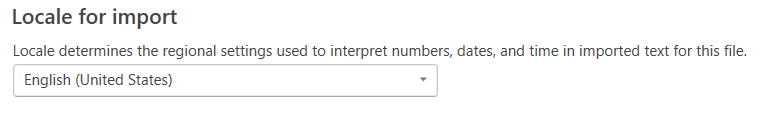 Locale for import
Locale determines the regional settings used to interpret numbers, dates, and time in imported text for this file.
English (United States)